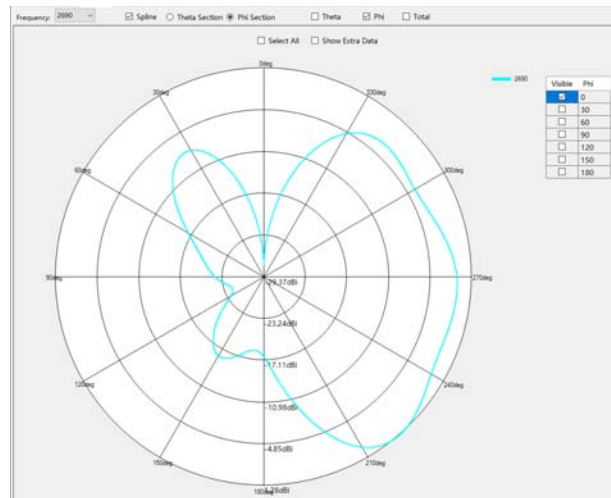 Frequency: 2690 Spline Theta Section Phi Section Theta Phi Total
Select All Show Extra Data
0deg
2690
Visible Phi
0
30
60
90
120
150
180
30deg
330deg
60deg
300deg
90deg
270deg
-29.37dBi
-23.24dBi
120deg
240deg
-17.11dBi
-10.98dBi
150deg
210deg
-4.85dBi
180deg
1.28dBi